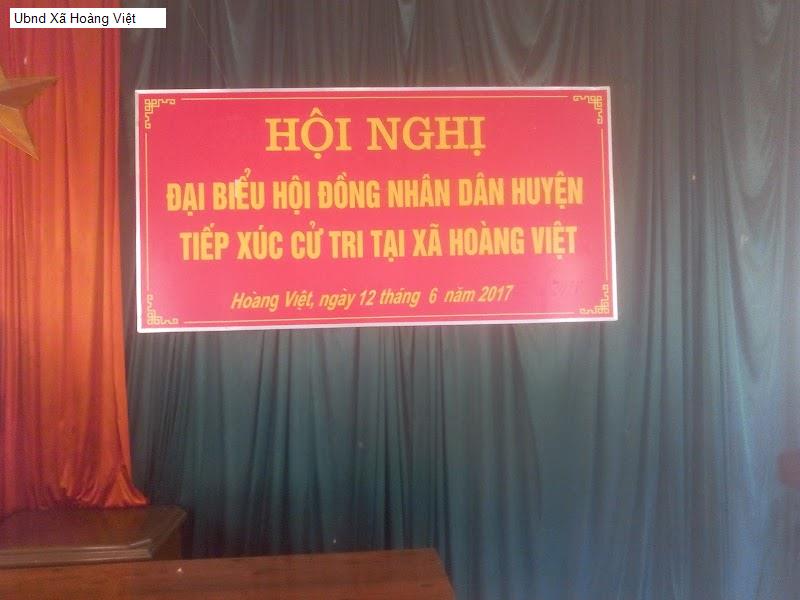 Ubnd Xã Hoàng Việt
HỘI NGHỊ
ĐẠI BIỂU HỘI ĐỒNG NHÂN DÂN HUYỆN
TIẾP XÚC CỬ TRI TẠI XÃ HOÀNG VIỆT
Hoàng Việt, ngày 12 tháng 6 năm 2017